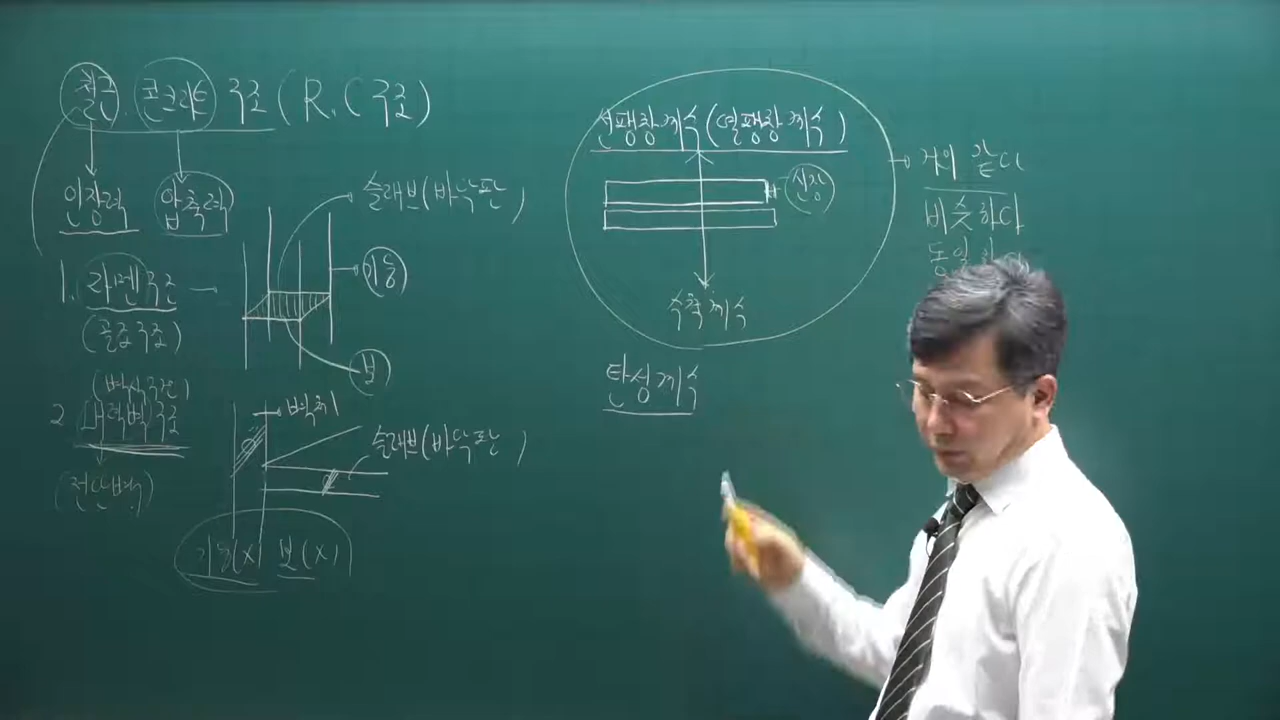 철근 콘크리트 구조 (R.C 구조)
인장력 압축력
슬래브(바닥판)
1. 라멘구조
기둥
(골조구조)
보
(벽식구조)
2 내력벽구조
벽체
슬래브(바닥판)
(전단벽)
기둥(x) 보(x)
선팽창계수(열팽창계수)
신장
수축계수
거의 같다
비슷하다
탄성계수